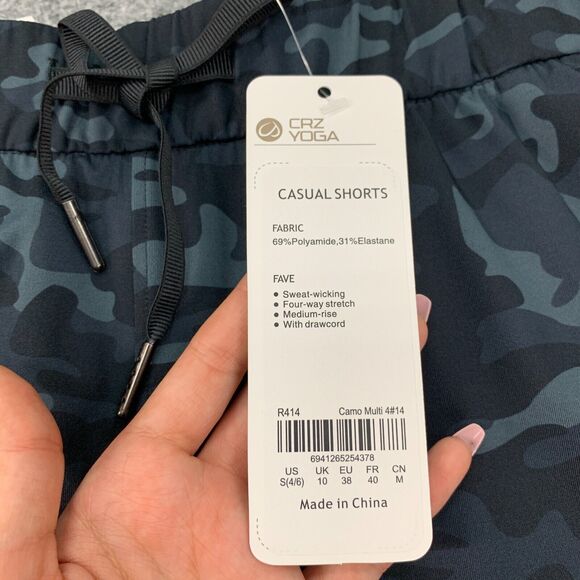 CRZ
YOGA
CASUAL SHORTS
FABRIC
69%Polyamide,31%Elastane
FAVE
• Sweat-wicking
• Four-way stretch
• Medium-rise
• With drawcord
R414 Camo Multi 4#14
6941265254378
US UK EU FR CN
S(4/6) 10 38 40 M
Made in China